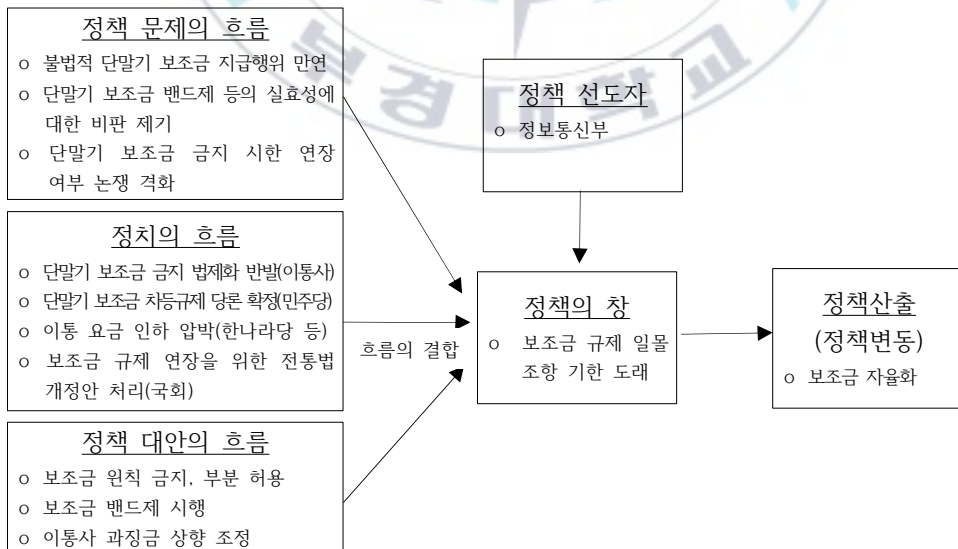 정책 문제의 흐름
o 불법적 단말기 보조금 지급행위 만연
o 단말기 보조금 밴드제 등의 실효성에
대한 비판 제기
o 단말기 보조금 금지 시한 연장
여부 논쟁 격화
정치의 흐름
o 단말기 보조금 금지 법제화 반발(이통사)
o 단말기 보조금 차등규제 당론 확정(민주당)
o 이통 요금 인하 압박(한나라당 등)
o 보조금 규제 연장을 위한 전통법
개정안 처리(국회)
정책 대안의 흐름
o 보조금 원칙 금지, 부분 허용
o 보조금 밴드제 시행
o 이통사 과징금 상향 조정
흐름의 결합
정책 선도자
o 정보통신부
정책의 창
o 보조금 규제 일몰
조항 기한 도래
정책산출
(정책변동)
o 보조금 자율화
부경대학교